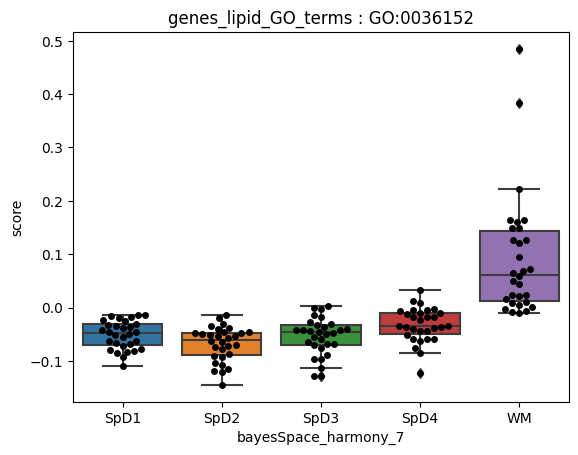 genes_lipid_GO_terms : GO:0036152
0.5
0.4
0.3
0.2
0.1
0.0
−0.1
score
SpD1 SpD2 SpD3 SpD4 WM
bayesSpace_harmony_7